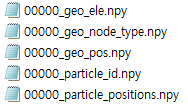 00000_geo_ele.npy
00000_geo_node_type.npy
00000_geo_pos.npy
00000_particle_id.npy
00000_particle_positions.npy